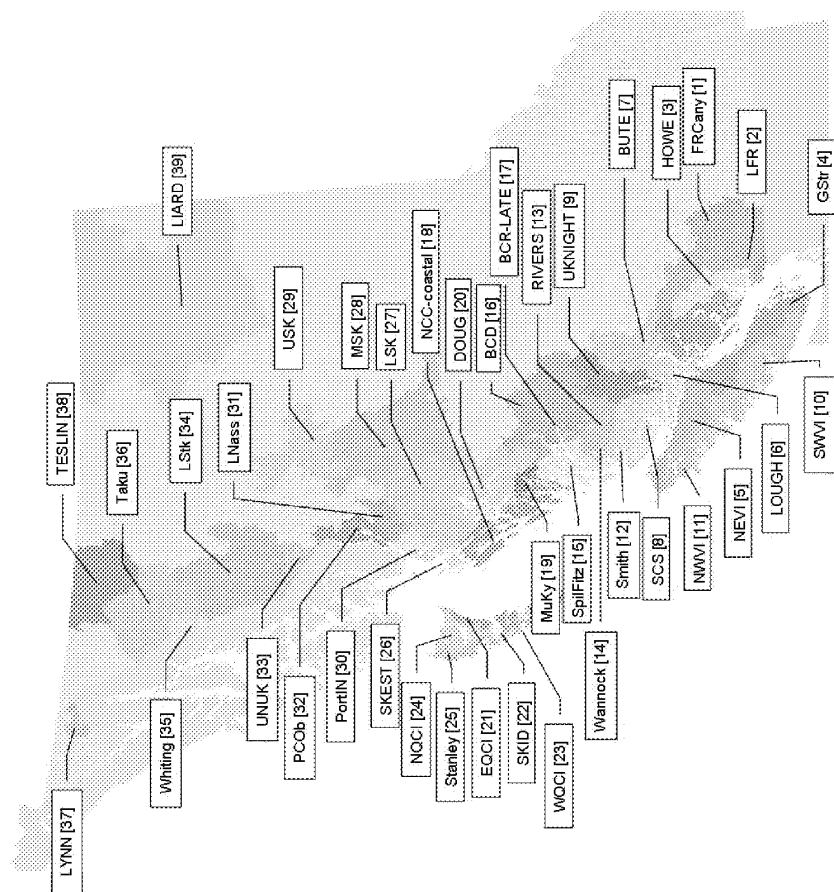 TESLIN [38]
Taku [36]
LStk [34]
LNass [31]
USK [29]
MSK [28]
LSK [27]
NCC-coastal [18]
DOUG [20]
BCD [16]
BCR-LATE [17]
RIVERS [13]
UKNIGHT [9]
BUTE [7]
HOWE [3]
FRCany [1]
LFR [2]
GStr [4]
LIARD [39]
LYNN [37]
Whiting [35]
UNUK [33]
PCOb [32]
PortIN [30]
SKEST [26]
NQCI [24]
Stanley [25]
EQCI [21]
SKID [22]
WQCI [23]
MuKy [19]
SpilFitz [15]
Wannock [14]
Smith [12]
SCS [8]
NWVI [11]
NEVI [5]
LOUGH [6]
SWVI [10]